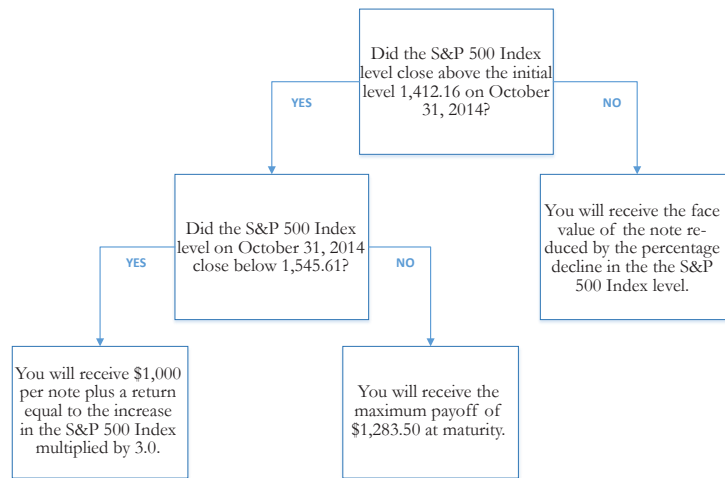 Did the S&P 500 Index
level close above the initial
level 1,412.16 on October
31, 2014?
YES
NO
Did the S&P 500 Index
level on October 31, 2014
close below 1,545.61?
You will receive the face
value of the note re-
duced by the percentage
decline in the the S&P
500 Index level.
YES
NO
You will receive $1,000
per note plus a return
equal to the increase
in the S&P 500 Index
multiplied by 3.0.
You will receive the
maximum payoff of
$1,283.50 at maturity.